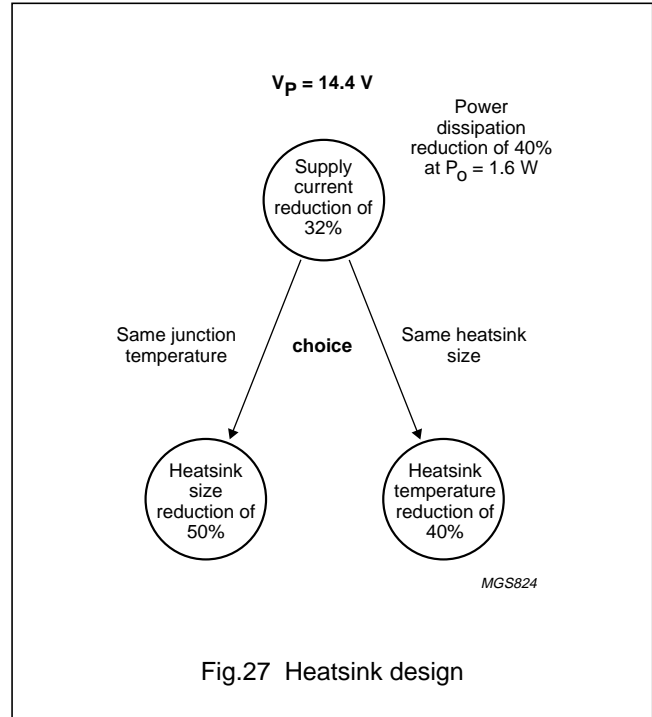 V_P = 14.4 V
Power
dissipation
reduction of 40%
at P_o = 1.6 W
Supply
current
reduction of
32%
Same junction
temperature
choice
Same heatsink
size
Heatsink
size
reduction of
50%
Heatsink
temperature
reduction of
40%
MGS824
Fig.27 Heatsink design